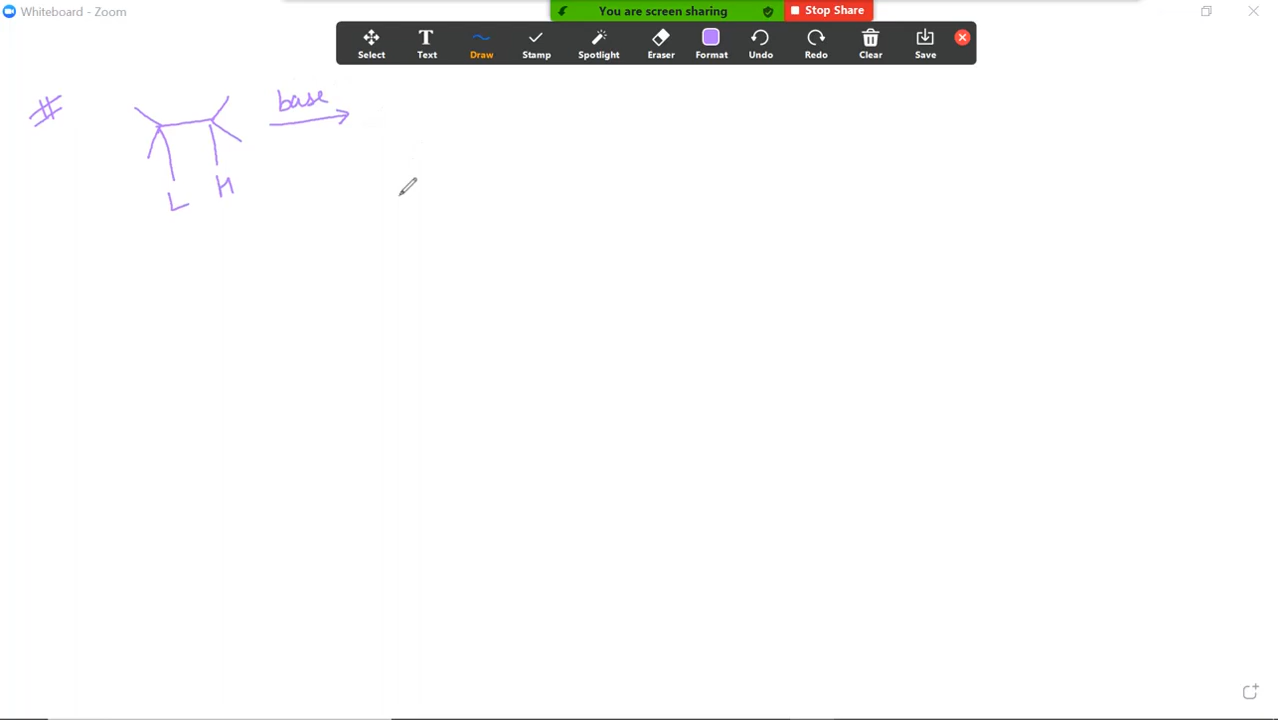 Whiteboard - Zoom
You are screen sharing
Stop Share
Select Text Draw Stamp Spotlight Eraser Format Undo Redo Clear Save
#
base
L H